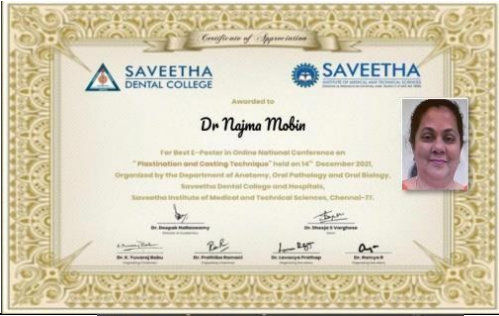 Certificate of Appreciation
SAVEETHA
DENTAL COLLEGE
SAVEETHA
INSTITUTE OF MEDICAL AND TECHNICAL SCIENCES
Awarded to
Dr Najma Mobin
For Best E-Poster in Online National Conference on
"Plastination and Casting Technique" held on 14th December 2021,
Organized by the Department of Anatomy, Oral Pathology and Oral Biology,
Saveetha Dental College and Hospitals,
Saveetha Institute of Medical and Technical Sciences, Chennai-77.
Dr. Deepak Nallaswamy
Dr. Sheeja S Varghese
Dr. K. Yuvaraj Babu
Dr. Prathibha Ramani
Dr. Lavanya Prathap
Dr. Ramya R